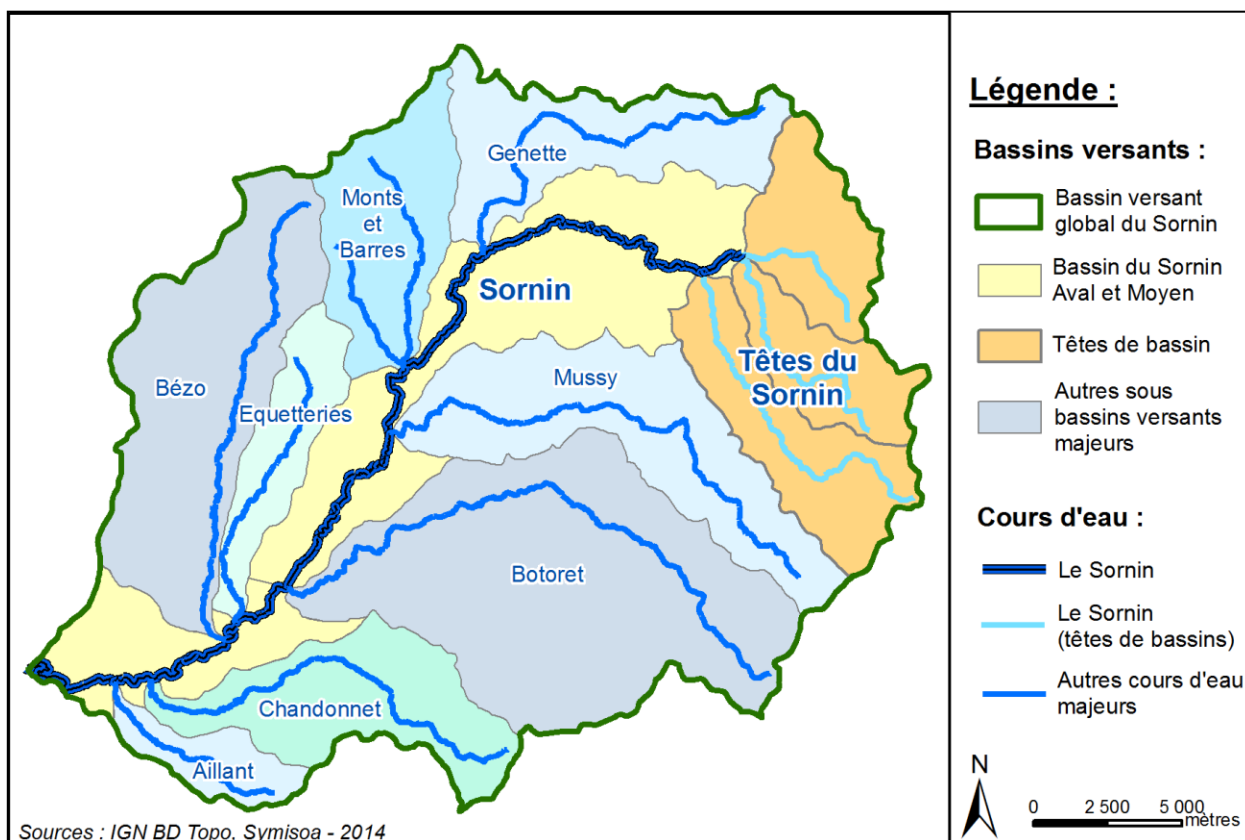 Genette
Monts
et
Barres
Sornin
Bézo
Equetteries
Mussy
Têtes du
Sornin
Botoret
Chandonnet
Aillant
Sources : IGN BD Topo, Symisoa - 2014
Légende :
Bassins versants :
Bassin versant
global du Sornin
Bassin du Sornin
Aval et Moyen
Têtes de bassin
Autres sous
bassins versants
majeurs
Cours d'eau :
Le Sornin
Le Sornin
(têtes de bassins)
Autres cours d'eau
majeurs
N
0 2 500 5 000
mètres